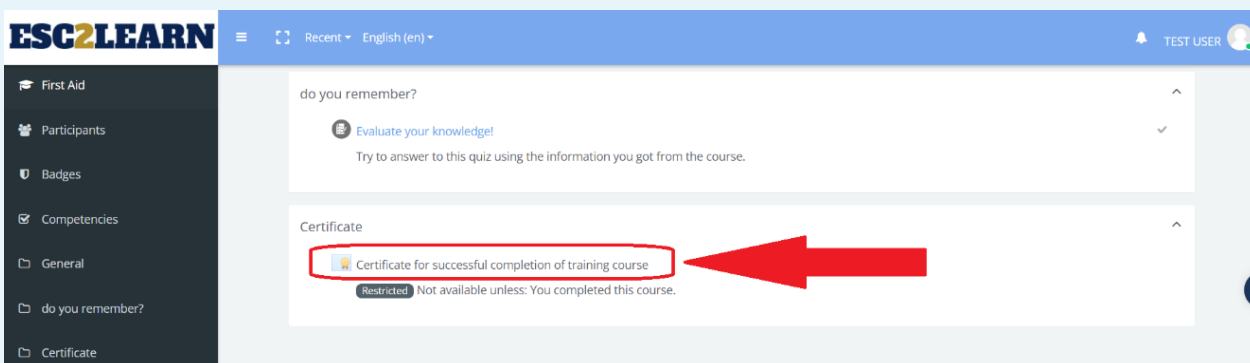 ESC2LEARN
Recent English (en)
TEST USER
First Aid
Participants
Badges
Competencies
General
do you remember?
Certificate
do you remember?
Evaluate your knowledge!
Try to answer to this quiz using the information you got from the course.
Certificate
Certificate for successful completion of training course
Restricted Not available unless: You completed this course.